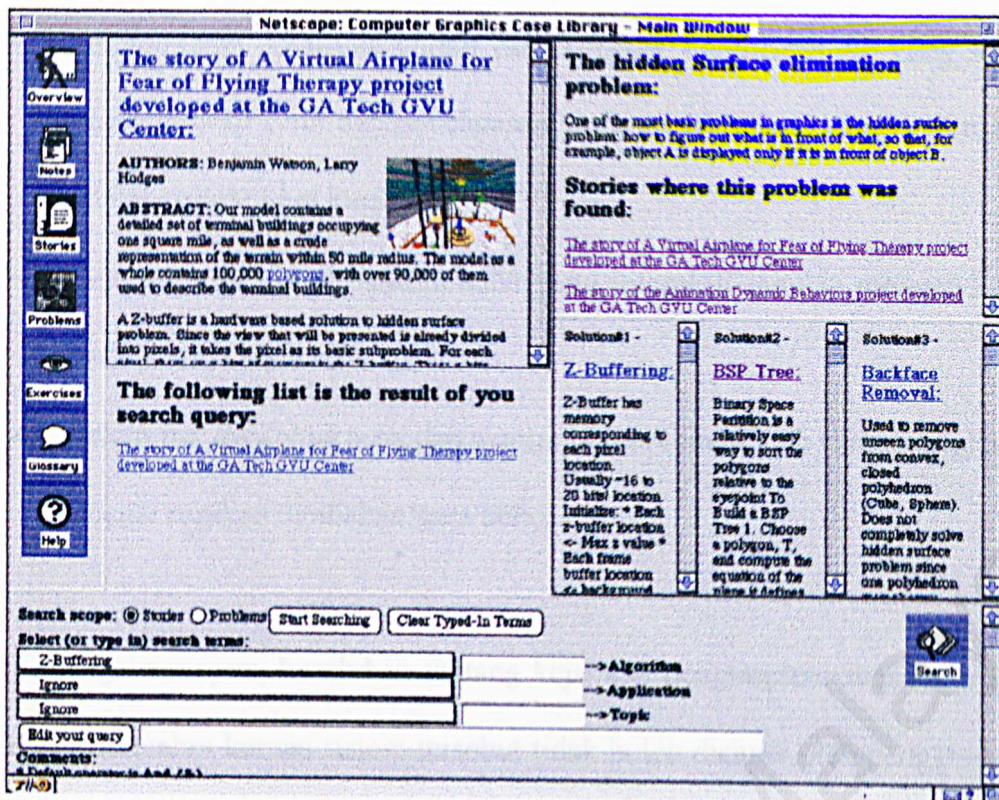 Netscape: Computer Graphics Case Library - Main Window
Overview
Notes
Stories
Problems
Exercises
Glossary
Help
The story of A Virtual Airplane for
Fear of Flying Therapy project
developed at the GA Tech GVU
Center:
AUTHORS: Benjamin Watson, Larry
Hodges
ABSTRACT: Our model contains a
detailed set of terminal buildings occupying
one square mile, as well as a crude
representation of the terrain within 50 mile radius. The model as a
whole contains 100,000 polygons, with over 90,000 of them
used to describe the terminal buildings.
A Z-buffer is a hardware based solution to hidden surface
problem. Since the view that will be presented is already divided
into pixels, it takes the pixel as its basic subproblem. For each
The following list is the result of you
search query:
The story of A Virtual Airplane for Fear of Flying Therapy project
developed at the GA Tech GVU Center
The hidden Surface elimination
problem:
One of the most basic problems in graphics is the hidden surface
problem: how to figure out what is in front of what, so that, for
example, object A is displayed only if it is in front of object B.
Stories where this problem was
found:
The story of A Virtual Airplane for Fear of Flying Therapy project
developed at the GA Tech GVU Center
The story of the Animation Dynamic Behaviors project developed
at the GA Tech GVU Center
Solution#1 -
Z-Buffering:
Z-Buffer has
memory
corresponding to
each pixel
location.
Usually ~16 to
20 bits/ location.
Initialize: * Each
z-buffer location
<- Max z value *
Each frame
buffer location
<- background
Solution#2 -
BSP Tree:
Binary Space
Partition is a
relatively easy
way to sort the
polygons
relative to the
eyepoint To
Build a BSP
Tree 1. Choose
a polygon, T,
and compute the
equation of the
plane it defines
Solution#3 -
Backface
Removal:
Used to remove
unseen polygons
from convex,
closed
polyhedron
(Cube, Sphere).
Does not
completely solve
hidden surface
problem since
one polyhedron
Search scope: Stories Problems Start Searching Clear Typed-In Terms
Select (or type in) search terms:
Z-Buffering --> Algorithm
Ignore --> Application
Ignore --> Topic
Edit your query
Comments:
* Default operator is And (&)
Search